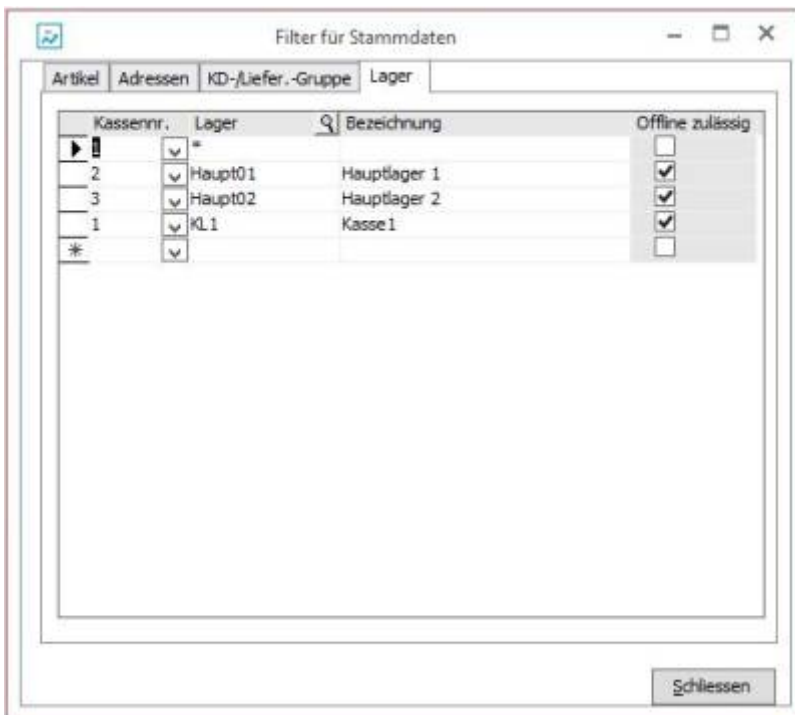 Filter für Stammdaten
Artikel Adressen KD-/Liefer.-Gruppe Lager
Kassennr. Lager Bezeichnung Offline zulässig
1 *
2 Haupt01 Hauptlager 1
3 Haupt02 Hauptlager 2
1 KL1 Kasse1
*
Schliessen